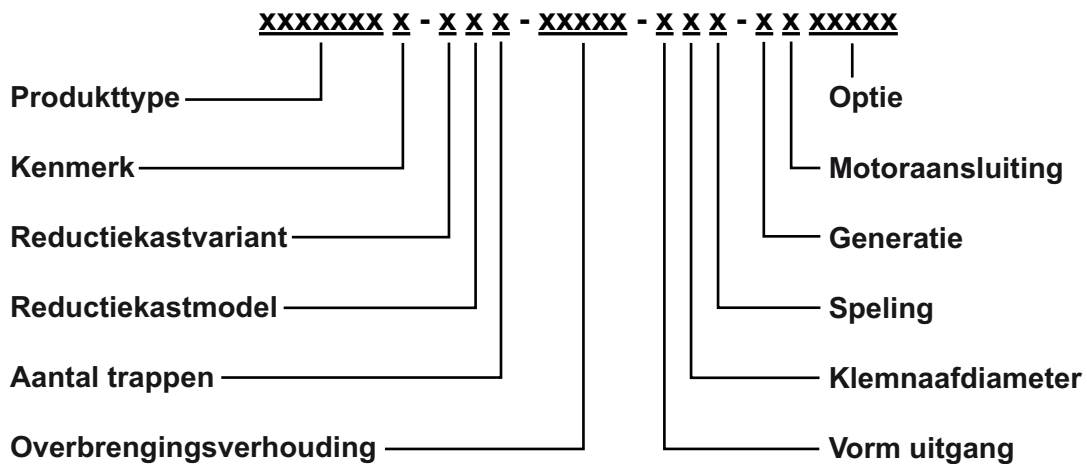 xxxxxxx x - x x x - xxxxx - x x x - x x xxxxx
Produkttype
Optie
Kenmerk
Motoraansluiting
Reductiekastvariant
Generatie
Reductiekastmodel
Speling
Aantal trappen
Klemnaafdiameter
Overbrengingsverhouding
Vorm uitgang